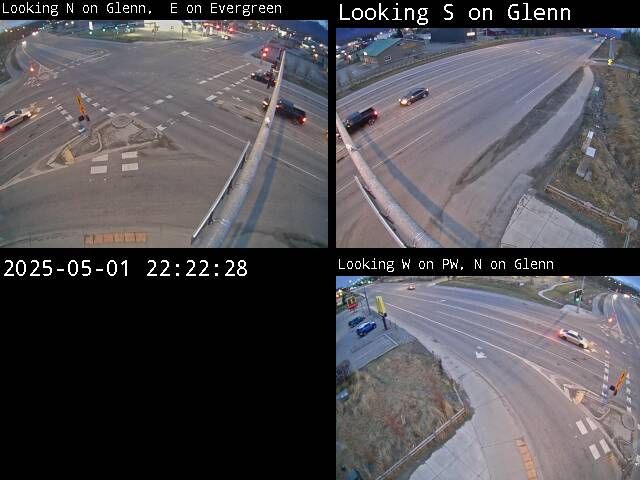 Looking N on Glenn,  E on Evergreen
Looking S on Glenn
2025-05-01 22:22:28
Looking W on PW, N on Glenn